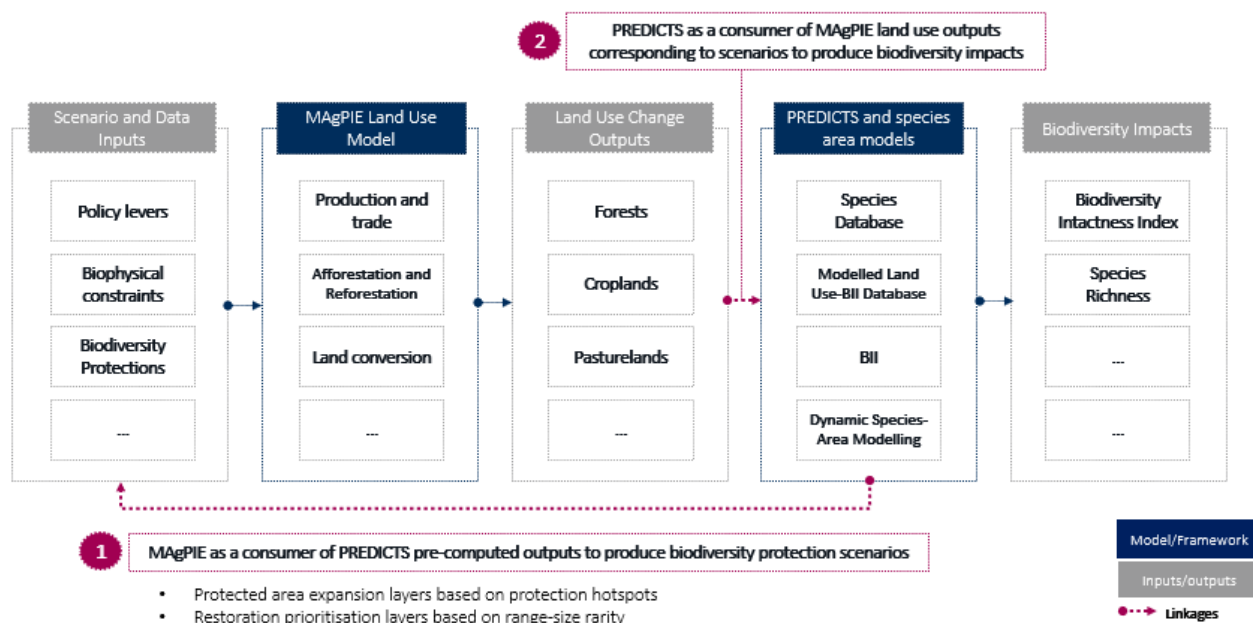 2
PREDICTS as a consumer of MAgPIE land use outputs
corresponding to scenarios to produce biodiversity impacts
Scenario and Data
Inputs
Policy levers
Biophysical
constraints
Biodiversity
Protections
---
MAgPIE Land Use
Model
Production and
trade
Afforestation and
Reforestation
Land conversion
---
Land Use Change
Outputs
Forests
Croplands
Pasturelands
---
PREDICTS and species
area models
Species
Database
Modelled Land
Use-BII Database
BII
Dynamic Species-
Area Modelling
Biodiversity Impacts
Biodiversity
Intactness Index
Species
Richness
---
---
1
MAgPIE as a consumer of PREDICTS pre-computed outputs to produce biodiversity protection scenarios
• Protected area expansion layers based on protection hotspots
• Restoration prioritisation layers based on range-size rarity
Model/Framework
Inputs/outputs
Linkages